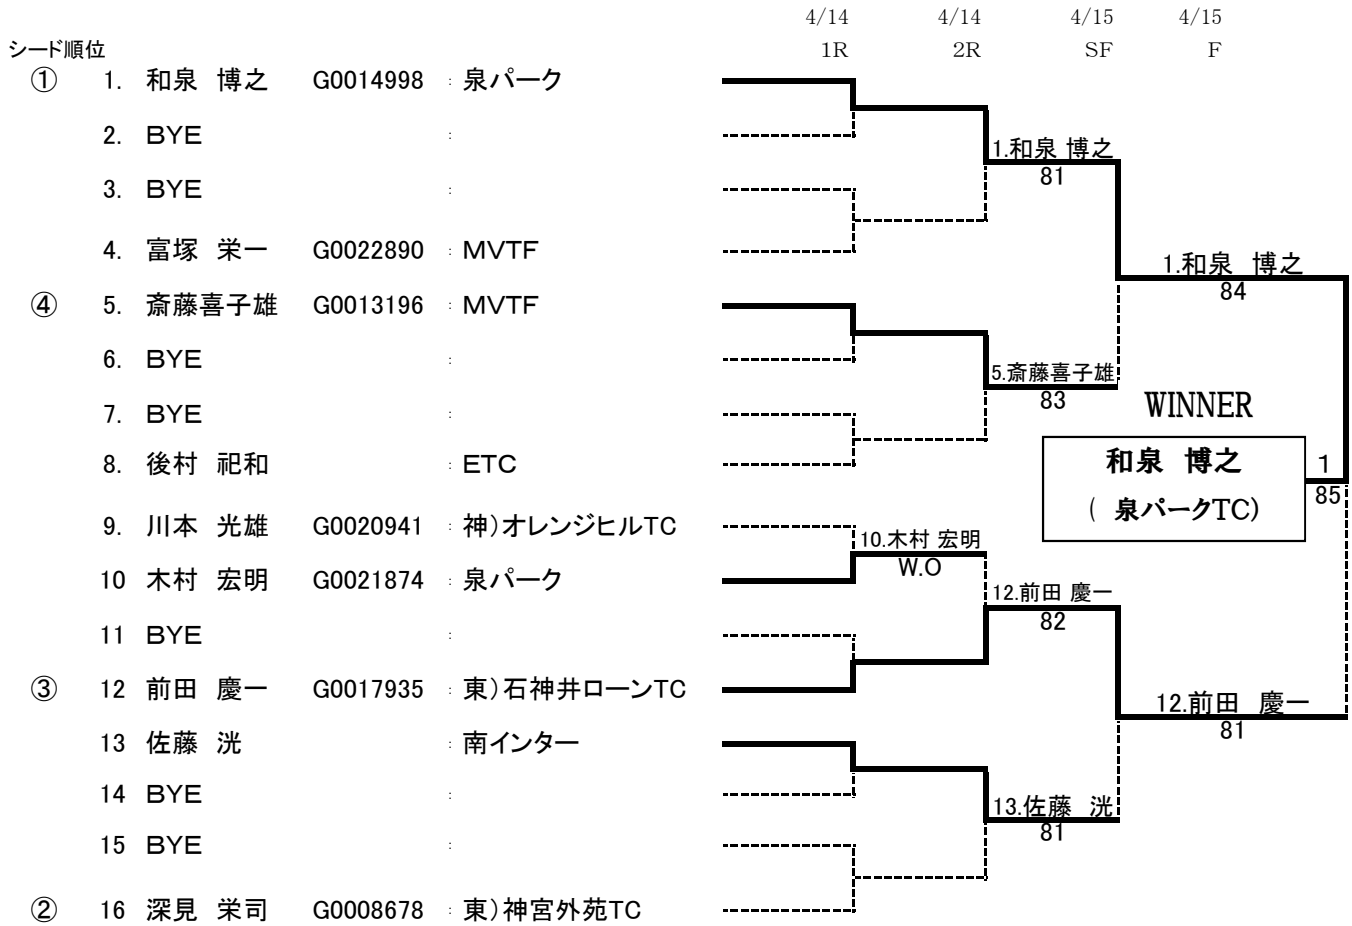 4/14 4/14 4/15 4/15
シード順位 1R 2R SF F
① 1. 和泉 博之 G0014998 : 泉パーク
2. BYE :
1.和泉 博之
81
3. BYE :
4. 富塚 栄一 G0022890 : MVTF
1.和泉 博之
84
④ 5. 斎藤喜子雄 G0013196 : MVTF
6. BYE :
5.斎藤喜子雄
83
WINNER
7. BYE :
8. 後村 祀和 : ETC
和泉 博之 1
85
( 泉パークTC)
9. 川本 光雄 G0020941 : 神)オレンジヒルTC
10.木村 宏明
W.O
10 木村 宏明 G0021874 : 泉パーク
12.前田 慶一
82
11 BYE :
③ 12 前田 慶一 G0017935 : 東)石神井ローンTC
12.前田 慶一
81
13 佐藤 洸 : 南インター
14 BYE :
13.佐藤 洸
81
15 BYE :
② 16 深見 栄司 G0008678 : 東)神宮外苑TC